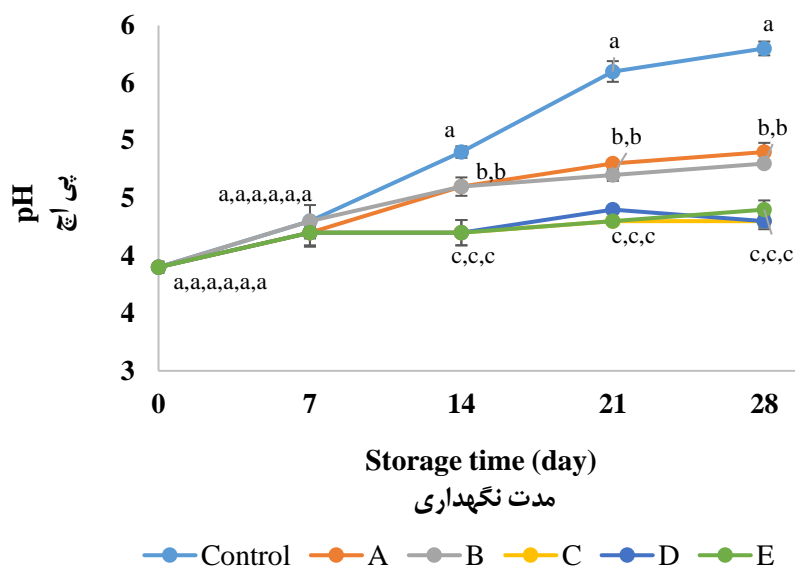 6
6
5
5
4
4
3
pH
پی اچ
a
a
a
b,b
b,b
b,b
a,a,a,a,a,a
a,a,a,a,a,a
c,c,c
c,c,c
c,c,c
0 7 14 21 28
Storage time (day)
مدت نگهداری
Control A B C D E